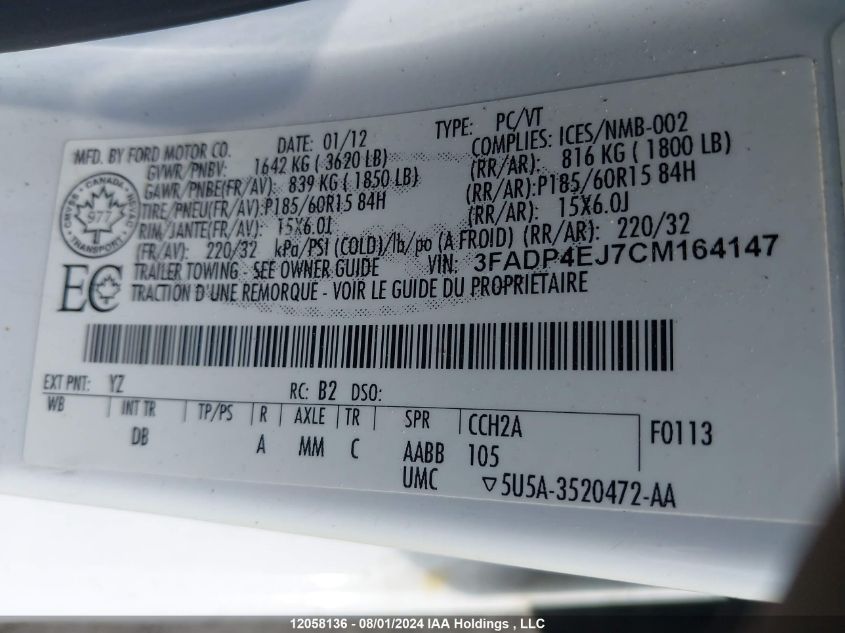 MFD. BY FORD MOTOR CO. DATE: 01/12 TYPE: PC/VT
GVWR/PNBV: 1642 KG ( 3620 LB) COMPLIES: ICES/NMB-002
GAWR/PNBE(FR/AV): 839 KG ( 1850 LB) (RR/AR): 816 KG ( 1800 LB)
TIRE/PNEU(FR/AV):P185/60R15 84H (RR/AR):P185/60R15 84H
RIM/JANTE(FR/AV): 15X6.0J (RR/AR): 15X6.0J
(FR/AV): 220/32 kPa/PSI (COLD)/lb/po (A FROID) (RR/AR): 220/32
TRAILER TOWING - SEE OWNER GUIDE VIN: 3FADP4EJ7CM164147
TRACTION D'UNE REMORQUE - VOIR LE GUIDE DU PROPRIÉTAIRE
CANADA
977
TRANSPORT
EC
EXT PNT: YZ RC: B2 DSO:
WB INT TR TP/PS R AXLE TR SPR CCH2A F0113
DB A MM C AABB 105
UMC ▽5U5A-3520472-AA
12058136 - 08/01/2024 IAA Holdings , LLC